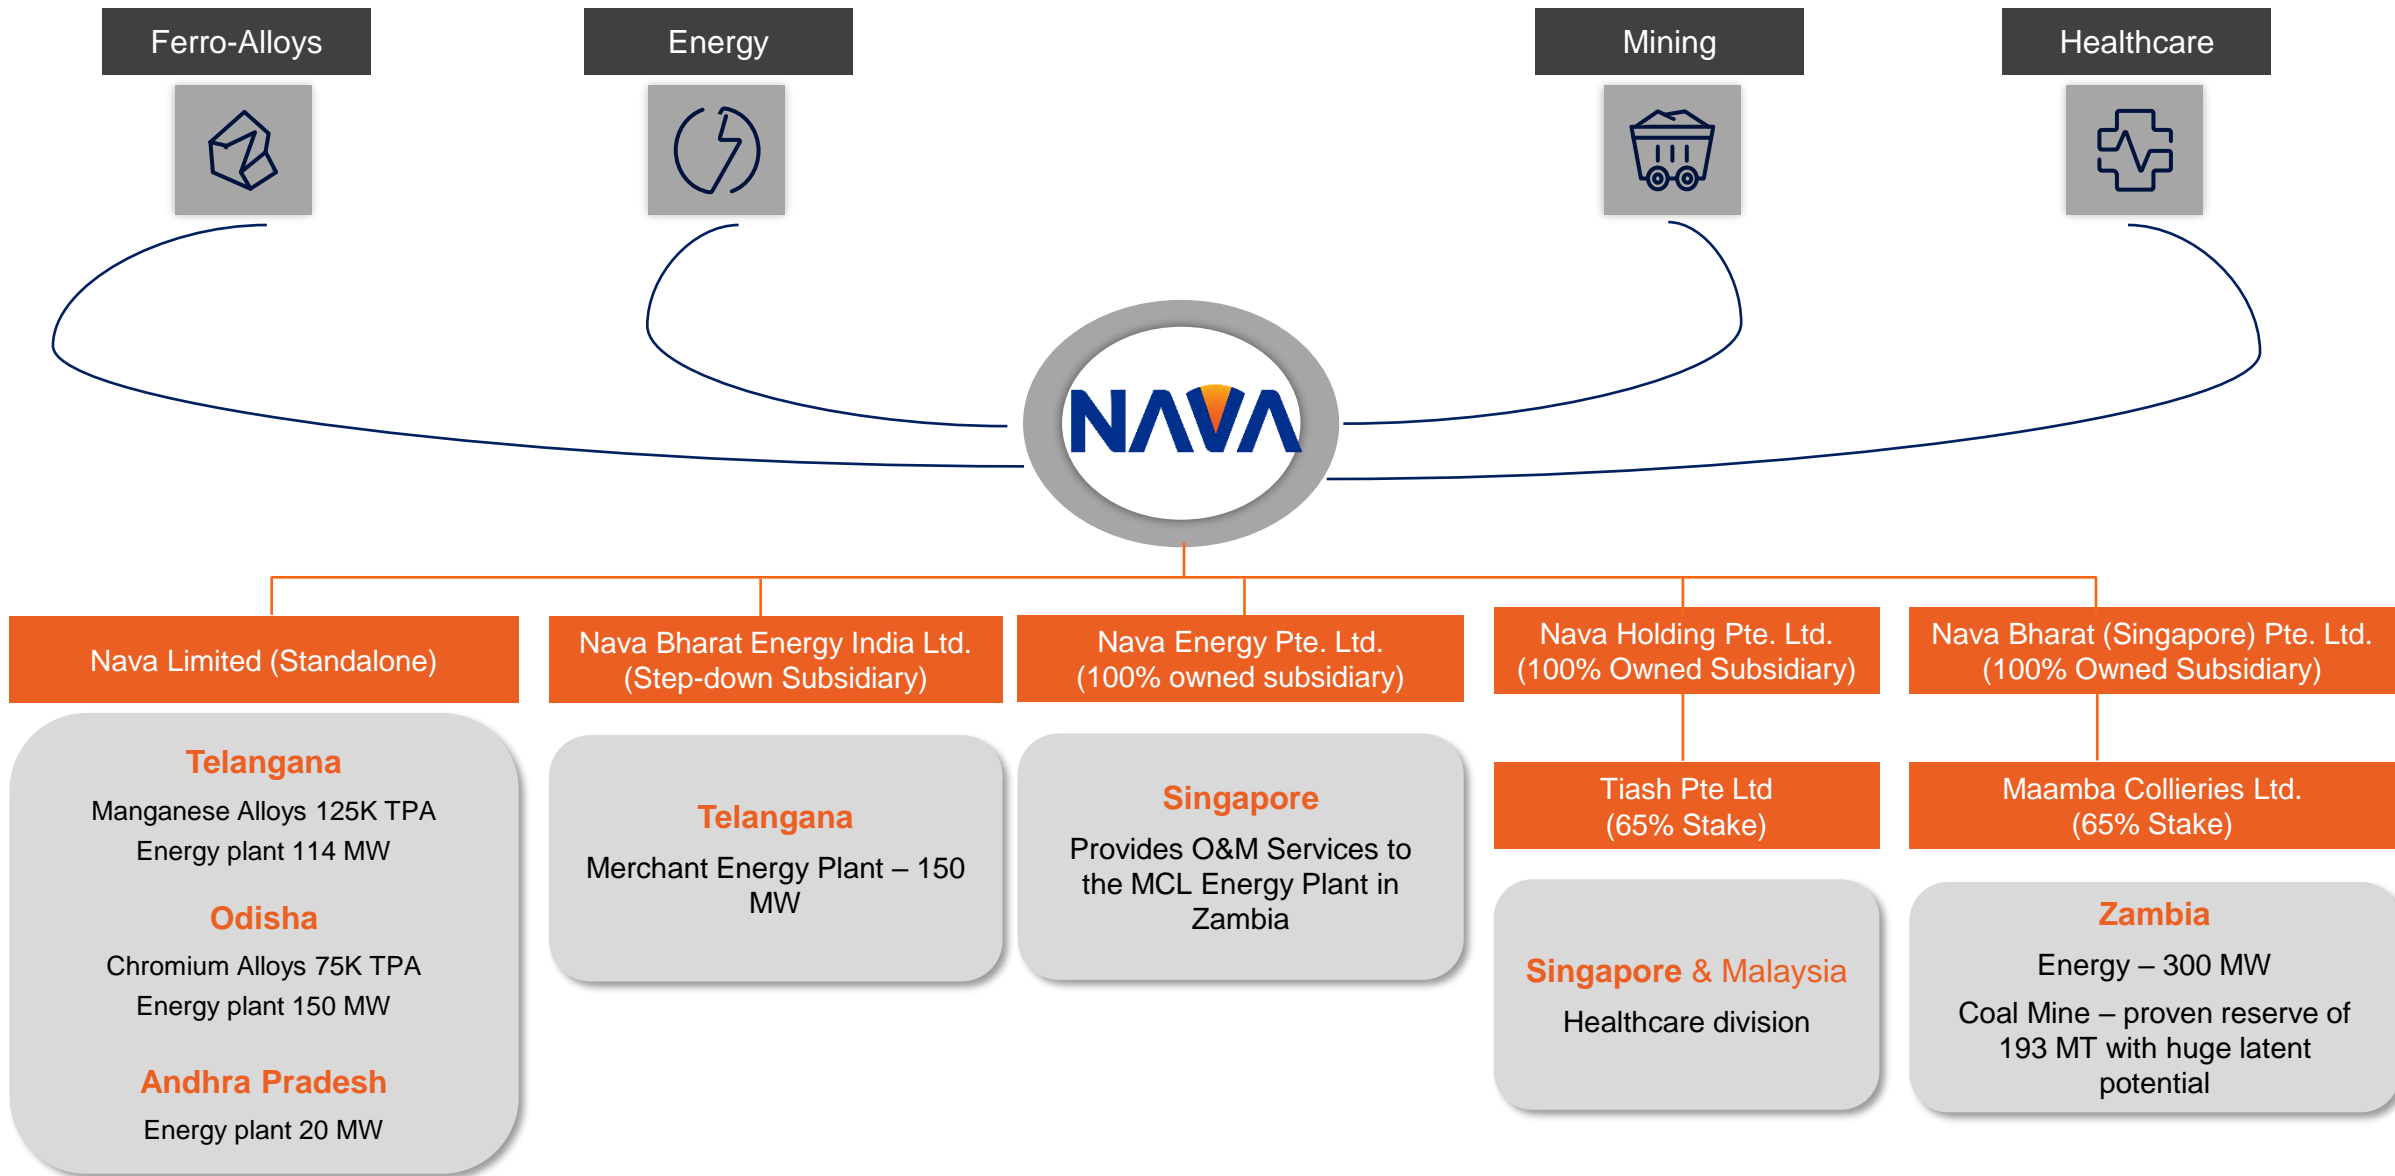 Ferro-Alloys
Energy
Mining
Healthcare
NAVA
Nava Limited (Standalone)
Telangana
Manganese Alloys 125K TPA
Energy plant 114 MW
Odisha
Chromium Alloys 75K TPA
Energy plant 150 MW
Andhra Pradesh
Energy plant 20 MW
Nava Bharat Energy India Ltd.
(Step-down Subsidiary)
Telangana
Merchant Energy Plant – 150
MW
Nava Energy Pte. Ltd.
(100% owned subsidiary)
Singapore
Provides O&M Services to
the MCL Energy Plant in
Zambia
Nava Holding Pte. Ltd.
(100% Owned Subsidiary)
Tiash Pte Ltd
(65% Stake)
Singapore & Malaysia
Healthcare division
Nava Bharat (Singapore) Pte. Ltd.
(100% Owned Subsidiary)
Maamba Collieries Ltd.
(65% Stake)
Zambia
Energy – 300 MW
Coal Mine – proven reserve of
193 MT with huge latent
potential